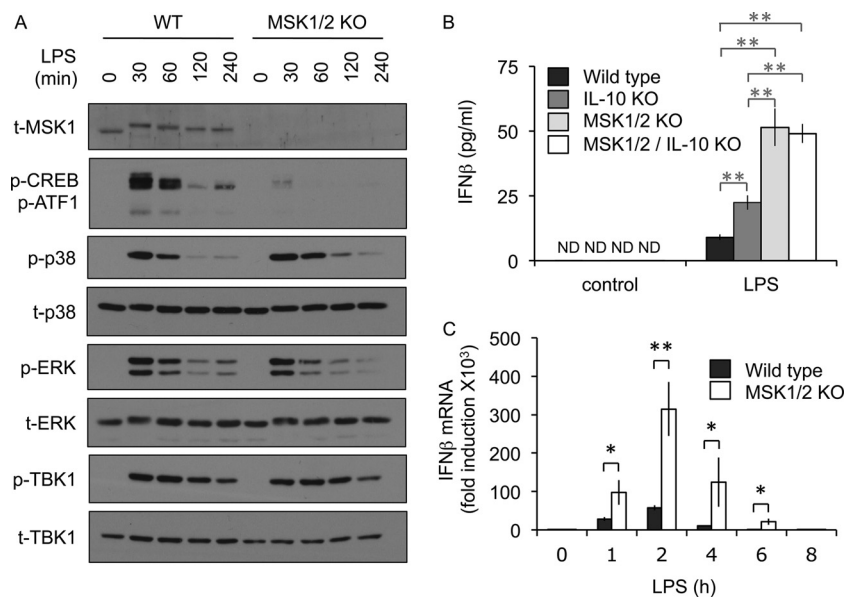 A
WT MSK1/2 KO
LPS
(min)
0 30 60 120 240 0 30 60 120 240
t-MSK1
p-CREB
p-ATF1
p-p38
t-p38
p-ERK
t-ERK
p-TBK1
t-TBK1
B
** ** ** ** **
IFNβ (pg/ml)
75
50
25
0
Wild type
IL-10 KO
MSK1/2 KO
MSK1/2 / IL-10 KO
ND ND ND ND
control LPS
C
IFNβ mRNA
(fold induction X10³)
500
400
300
200
100
0
* ** * *
Wild type
MSK1/2 KO
0 1 2 4 6 8
LPS (h)